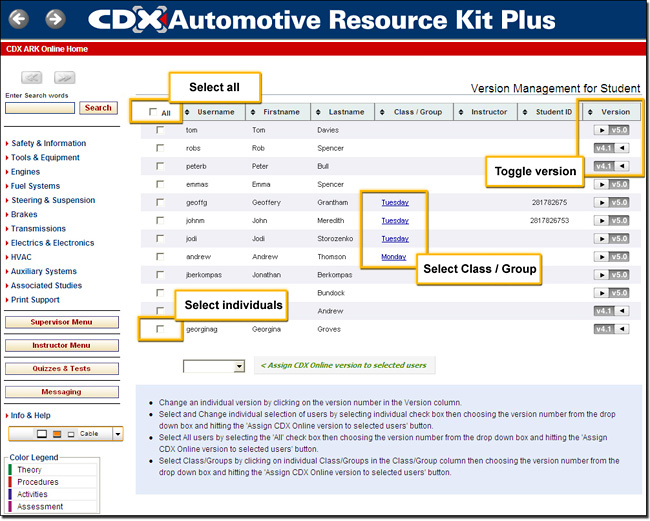 CDX Automotive Resource Kit Plus
CDX ARK Online Home
Enter Search words
Search
Safety & Information
Tools & Equipment
Engines
Fuel Systems
Steering & Suspension
Brakes
Transmissions
Electrics & Electronics
HVAC
Auxiliary Systems
Associated Studies
Print Support
Supervisor Menu
Instructor Menu
Quizzes & Tests
Messaging
Info & Help
Cable
Color Legend
Theory
Procedures
Activities
Assessment
Select all
Version Management for Student
All Username Firstname Lastname Class / Group Instructor Student ID Version
tom Tom Davies v5.0
robs Rob Spencer v4.1
Toggle version
peterb Peter Bull v4.1
emmas Emma Spencer v5.0
geoffg Geoffery Grantham Tuesday 281782675 v5.0
johnm John Meredith Tuesday 2817826753 v5.0
jodi Jodi Storozenko Tuesday v5.0
andrew Andrew Thomson Monday v5.0
Select Class / Group
jberkompas Jonathan Berkompas v5.0
Select individuals
Bundock v5.0
Andrew v4.1
georginag Georgina Groves v4.1
< Assign CDX Online version to selected users
Change an individual version by clicking on the version number in the Version column.
Select and Change individual selection of users by selecting individual check box then choosing the version number from the drop
down box and hitting the 'Assign CDX Online version to selected users' button.
Select All users by selecting the 'All' check box then choosing the version number from the drop down box and hitting the 'Assign
CDX Online version to selected users' button.
Select Class/Groups by clicking on individual Class/Groups in the Class/Group column then choosing the version number from the
drop down box and hitting the 'Assign CDX Online version to selected users' button.